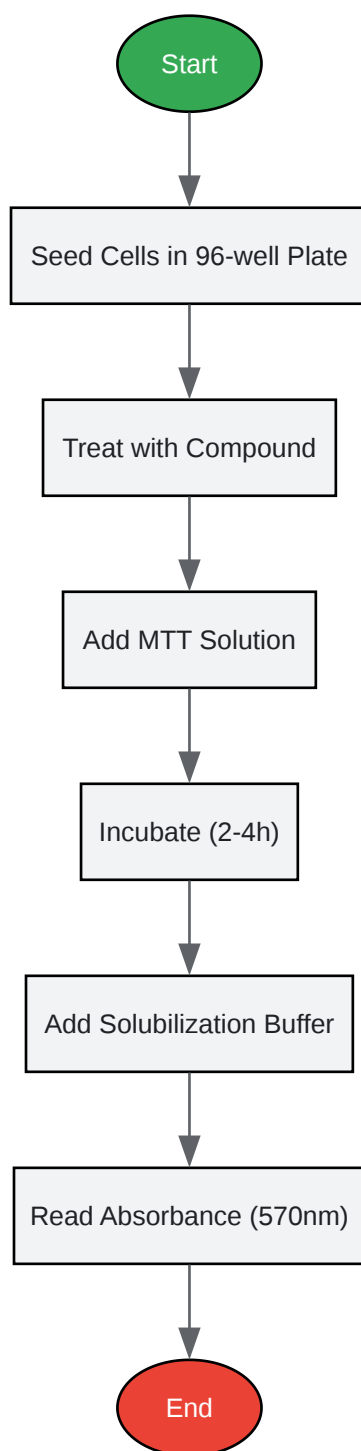 Start
Seed Cells in 96-well Plate
Treat with Compound
Add MTT Solution
Incubate (2-4h)
Add Solubilization Buffer
Read Absorbance (570nm)
End